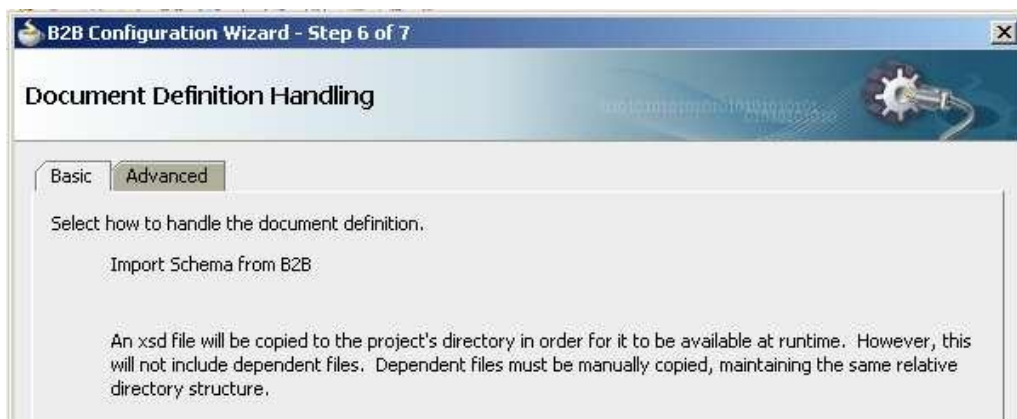 B2B Configuration Wizard - Step 6 of 7
Document Definition Handling
Basic
Advanced
Select how to handle the document definition.
Import Schema from B2B
An xsd file will be copied to the project's directory in order for it to be available at runtime. However, this
will not include dependent files. Dependent files must be manually copied, maintaining the same relative
directory structure.